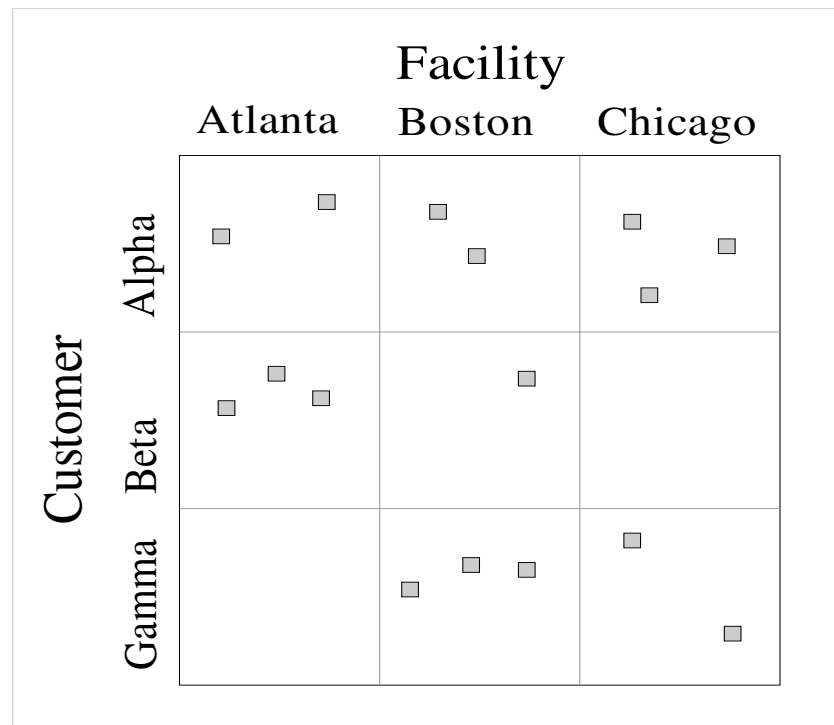 Facility
Atlanta Boston Chicago
Customer
Alpha
Beta
Gamma